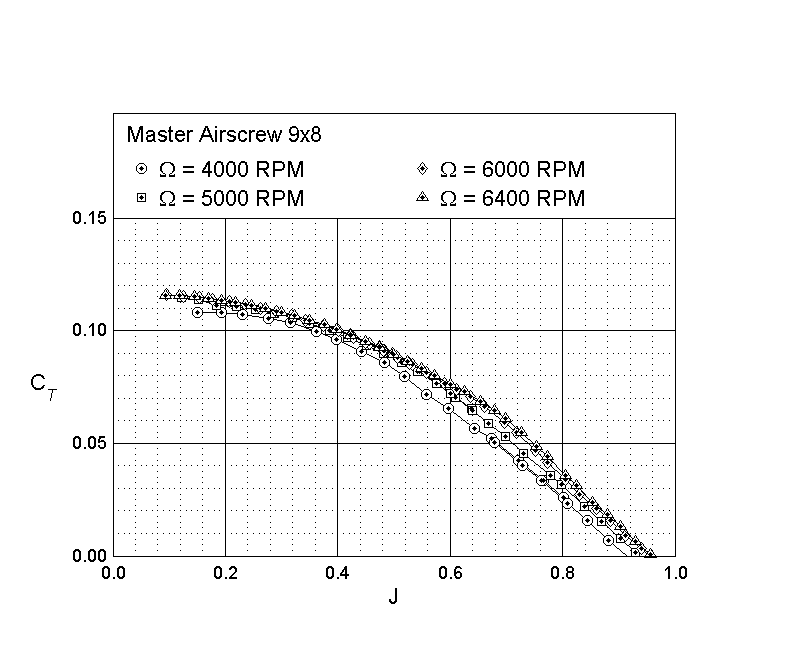 Master Airscrew 9x8
Ω = 4000 RPM
Ω = 6000 RPM
Ω = 5000 RPM
Ω = 6400 RPM
0.15
0.10
C_T
0.05
0.00
0.0 0.2 0.4 0.6 0.8 1.0
J